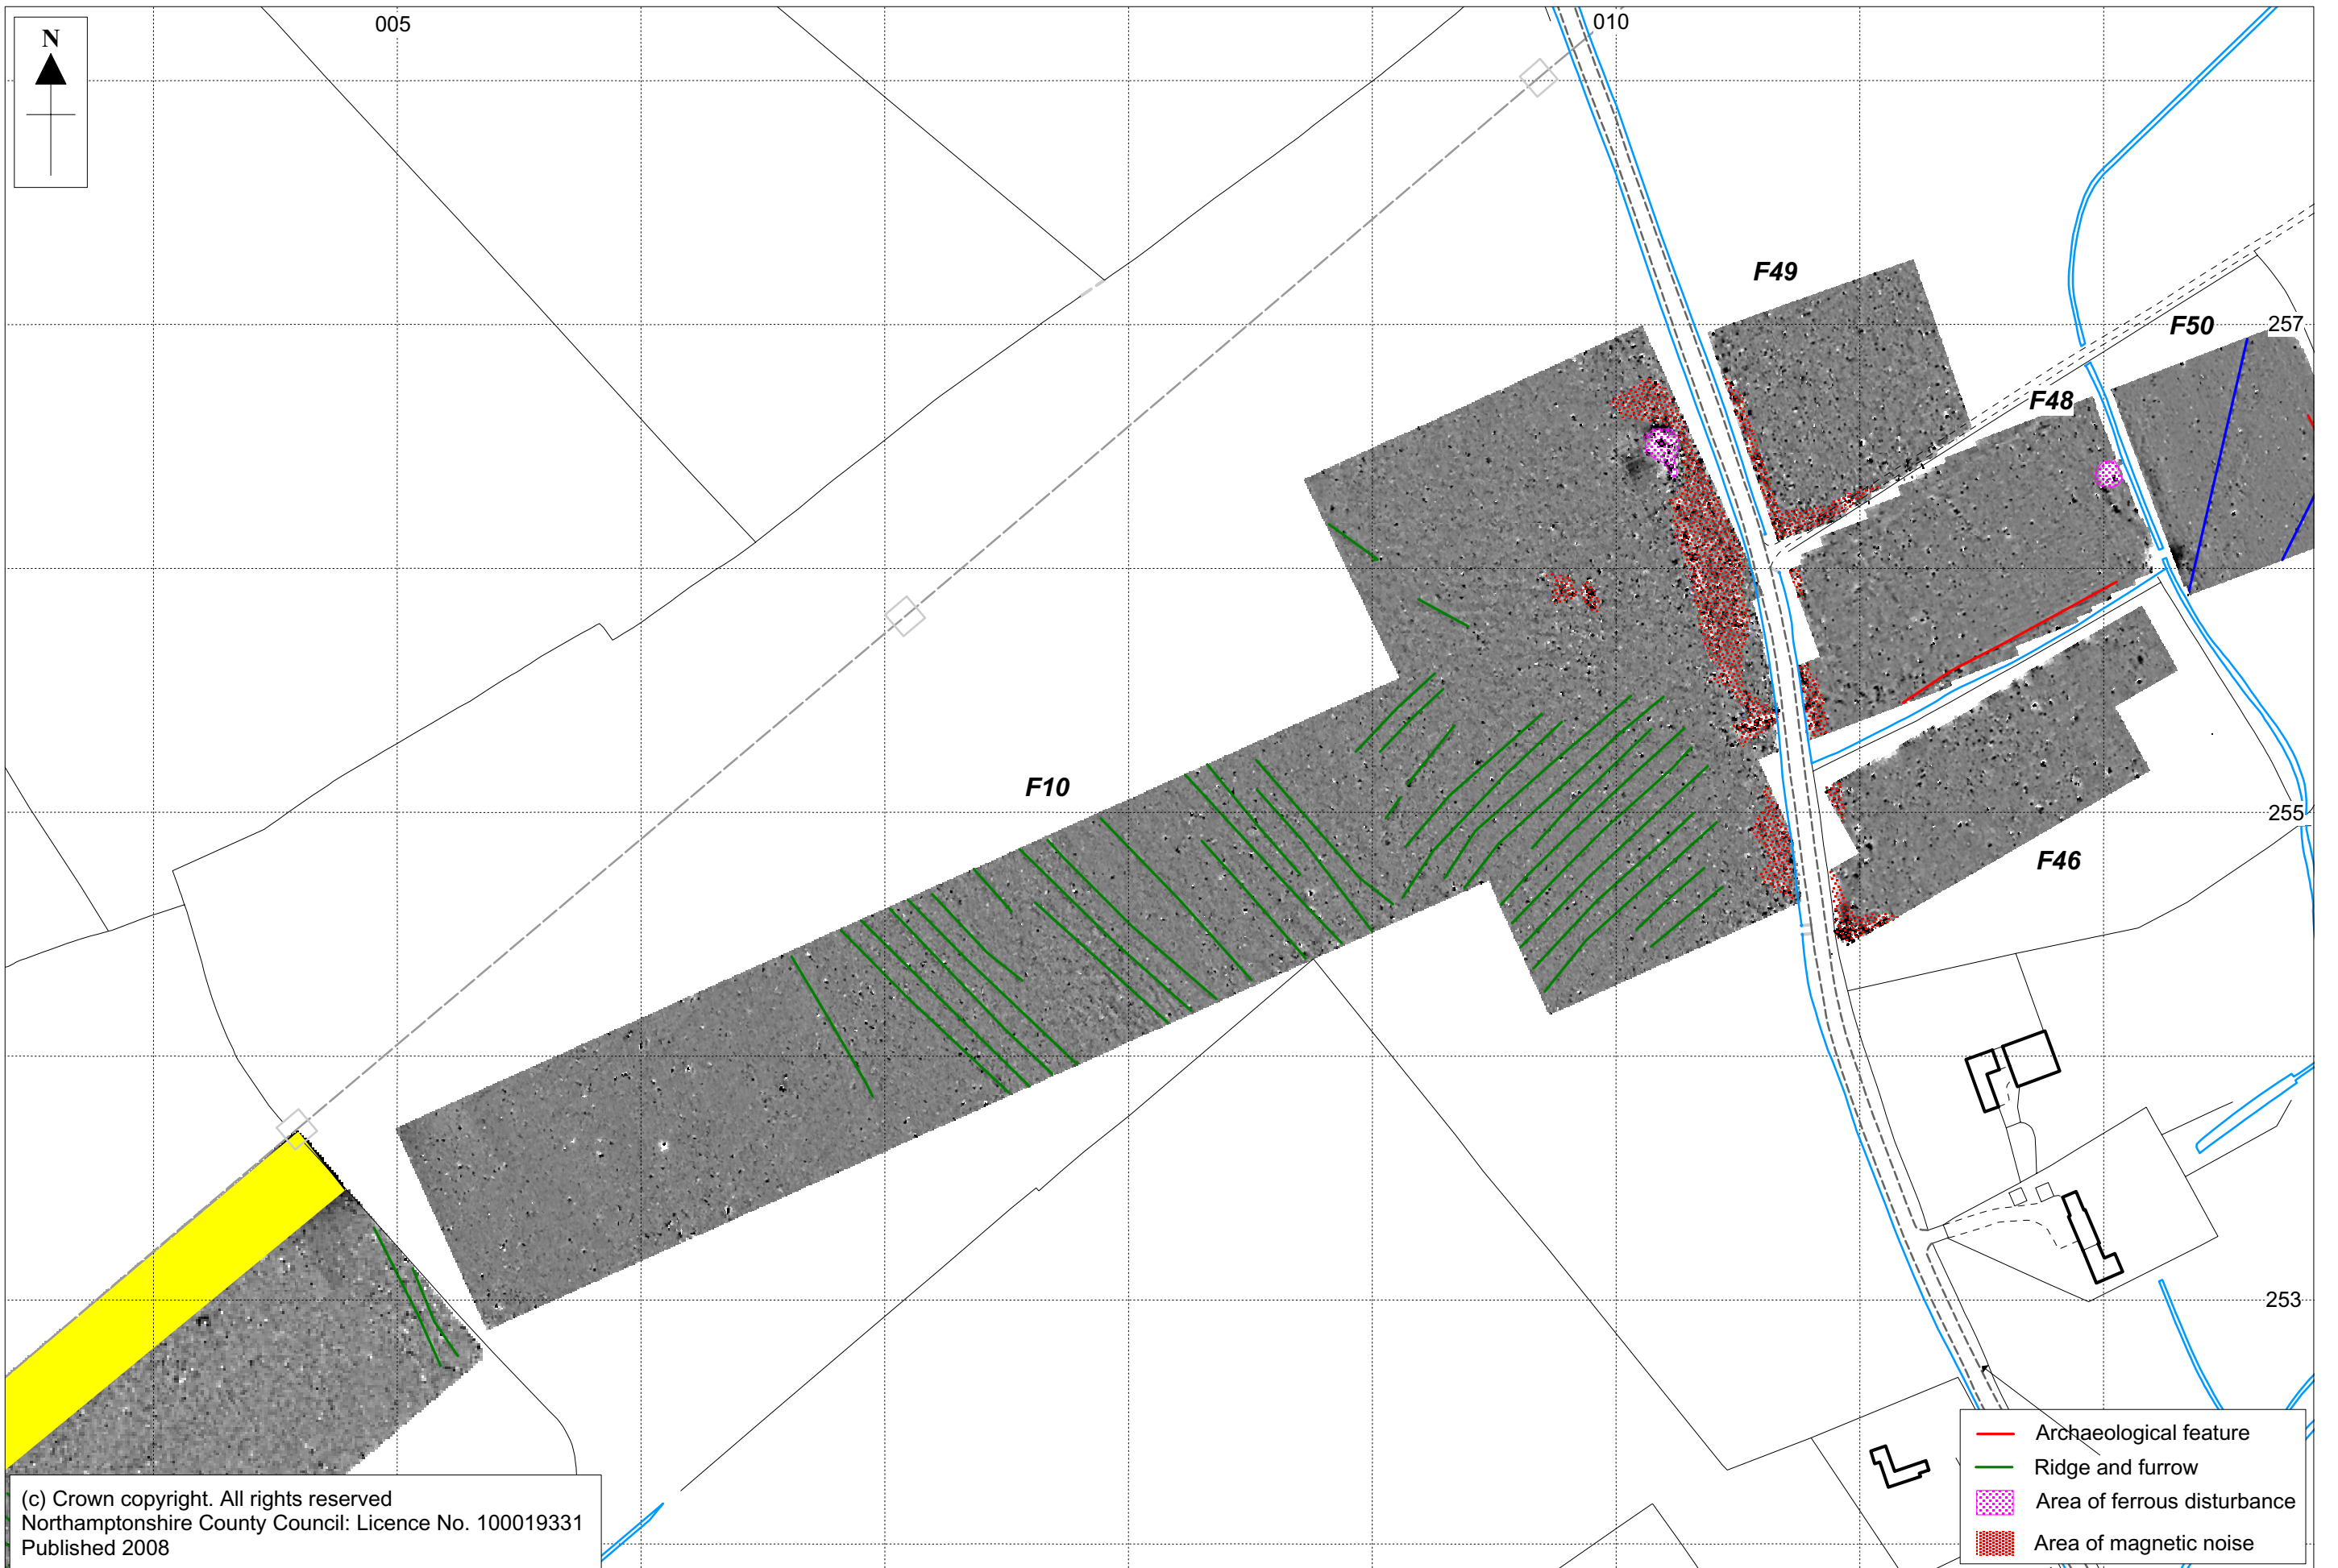 005
010
N
F49
F50
257
F48
F10
255
F46
253
Archaeological feature
Ridge and furrow
Area of ferrous disturbance
Area of magnetic noise
(c) Crown copyright. All rights reserved
Northamptonshire County Council: Licence No. 100019331
Published 2008